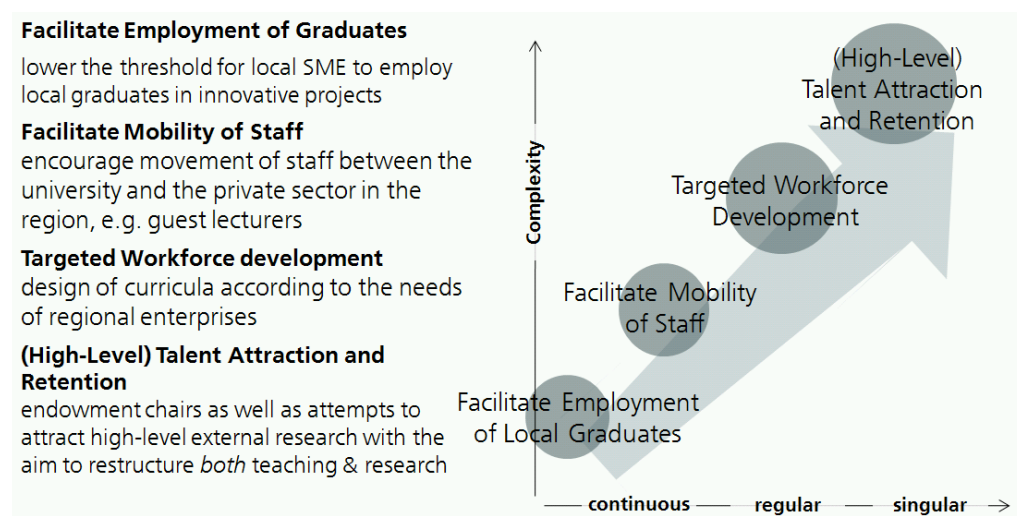 Facilitate Employment of Graduates
lower the threshold for local SME to employ
local graduates in innovative projects
Facilitate Mobility of Staff
encourage movement of staff between the
university and the private sector in the
region, e.g. guest lecturers
Targeted Workforce development
design of curricula according to the needs
of regional enterprises
(High-Level) Talent Attraction and
Retention
endowment chairs as well as attempts to
attract high-level external research with the
aim to restructure both teaching & research
Complexity
(High-Level)
Talent Attraction
and Retention
Targeted Workforce
Development
Facilitate Mobility
of Staff
Facilitate Employment
of Local Graduates
continuous
regular
singular